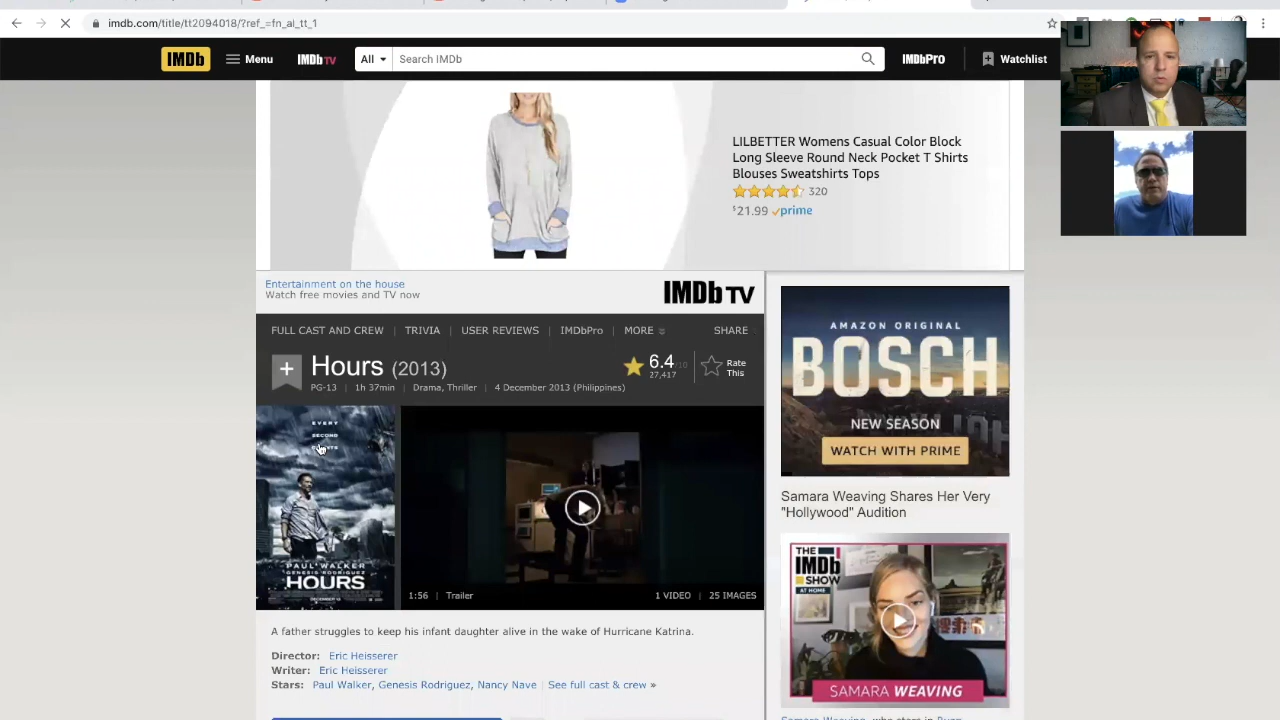 imdb.com/title/tt2094018/?ref_=fn_al_tt_1
IMDb
Menu
IMDbTV
All
Search IMDb
IMDbPro
Watchlist
LILBETTER Womens Casual Color Block
Long Sleeve Round Neck Pocket T Shirts
Blouses Sweatshirts Tops
320
$21.99 prime
Entertainment on the house
Watch free movies and TV now
IMDb TV
FULL CAST AND CREW | TRIVIA | USER REVIEWS | IMDbPro | MORE
SHARE
+
Hours (2013)
6.4/10
27,417
Rate
This
PG-13 | 1h 37min | Drama, Thriller | 4 December 2013 (Philippines)
EVERY
SECOND
PAUL WALKER
GENESIS RODRIGUEZ
HOURS
1:56 | Trailer
1 VIDEO | 25 IMAGES
A father struggles to keep his infant daughter alive in the wake of Hurricane Katrina.
Director: Eric Heisserer
Writer: Eric Heisserer
Stars: Paul Walker, Genesis Rodriguez, Nancy Nave | See full cast & crew »
AMAZON ORIGINAL
BOSCH
NEW SEASON
WATCH WITH PRIME
Samara Weaving Shares Her Very
"Hollywood" Audition
THE
IMDb
SHOW
AT HOME
SAMARA WEAVING